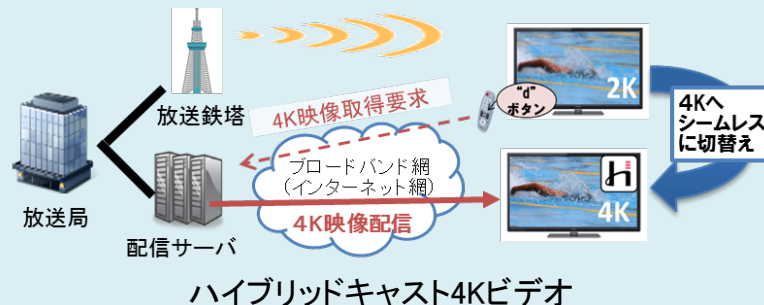 放送鉄塔
4K映像取得要求
"d"
ボタン
2K
4Kへ
シームレス
に切替え
放送局
ブロードバンド網
(インターネット網)
4K映像配信
4K
配信サーバ
ハイブリッドキャスト4Kビデオ